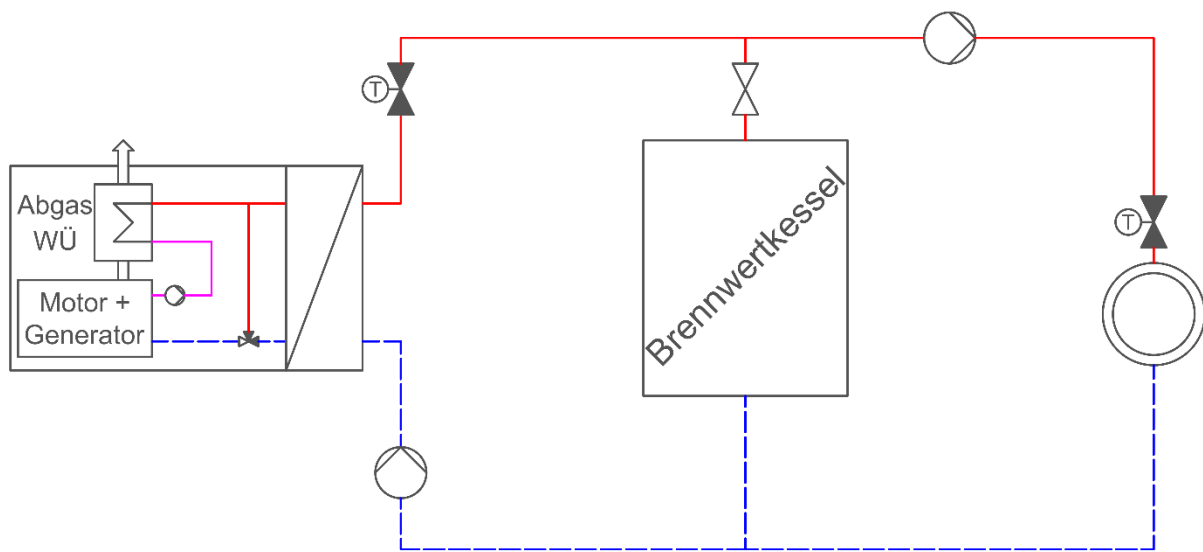 T
Abgas
WÜ
Motor +
Generator
Brennwertkessel
T